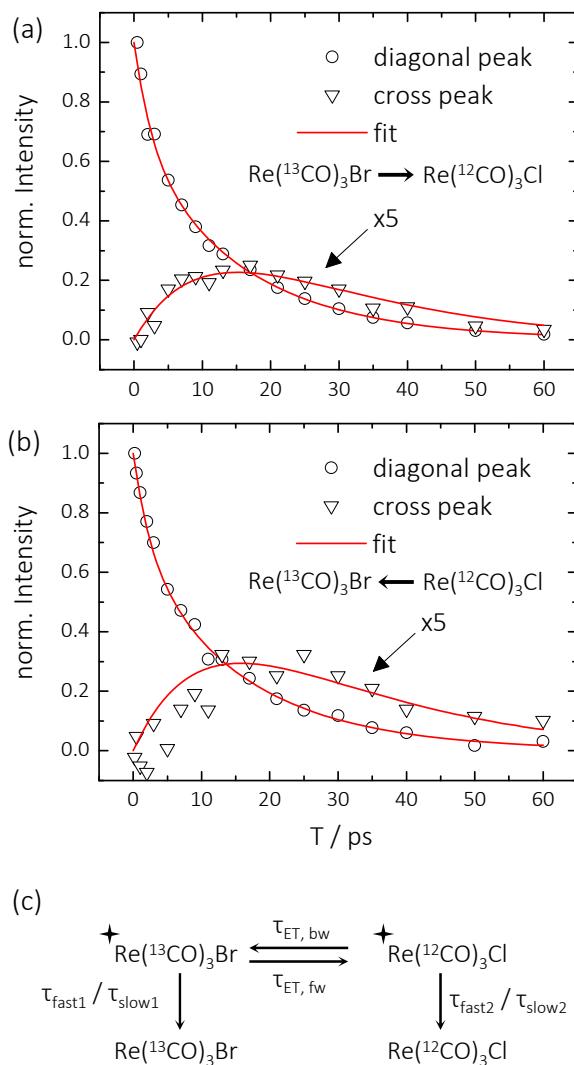 (a)
1.0
0.8
0.6
0.4
0.2
0.0
norm. Intensity
diagonal peak
cross peak
fit
Re(¹³CO)₃Br → Re(¹²CO)₃Cl
x5
0 10 20 30 40 50 60
(b)
1.0
0.8
0.6
0.4
0.2
0.0
norm. Intensity
diagonal peak
cross peak
fit
Re(¹³CO)₃Br ← Re(¹²CO)₃Cl
x5
0 10 20 30 40 50 60
T / ps
(c)
τET, bw
✦Re(¹³CO)₃Br ✦Re(¹²CO)₃Cl
τET, fw
τfast1 / τslow1 τfast2 / τslow2
Re(¹³CO)₃Br Re(¹²CO)₃Cl